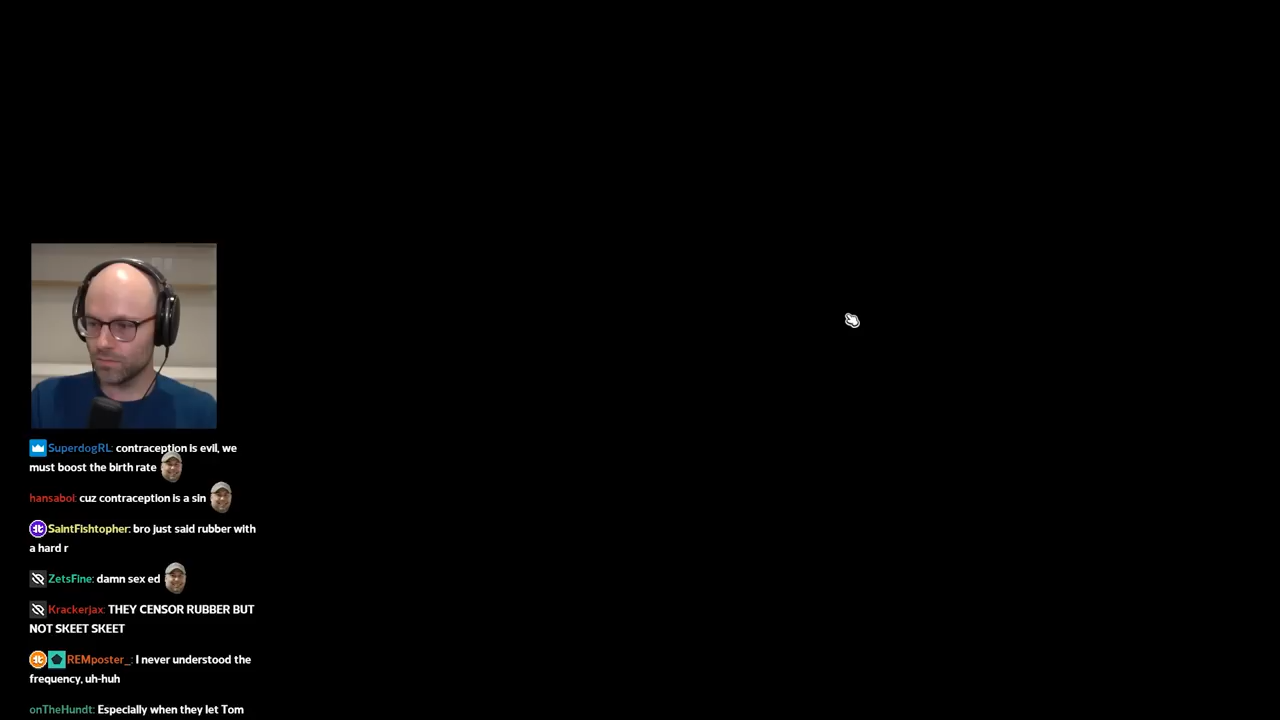 SuperdogRL: contraception is evil, we
must boost the birth rate
hansabol: cuz contraception is a sin
SaintFishtopher: bro just said rubber with
a hard r
ZetsFine: damn sex ed
Krackerjax: THEY CENSOR RUBBER BUT
NOT SKEET SKEET
REMposter_: I never understood the
frequency, uh-huh
onTheHundt: Especially when they let Tom